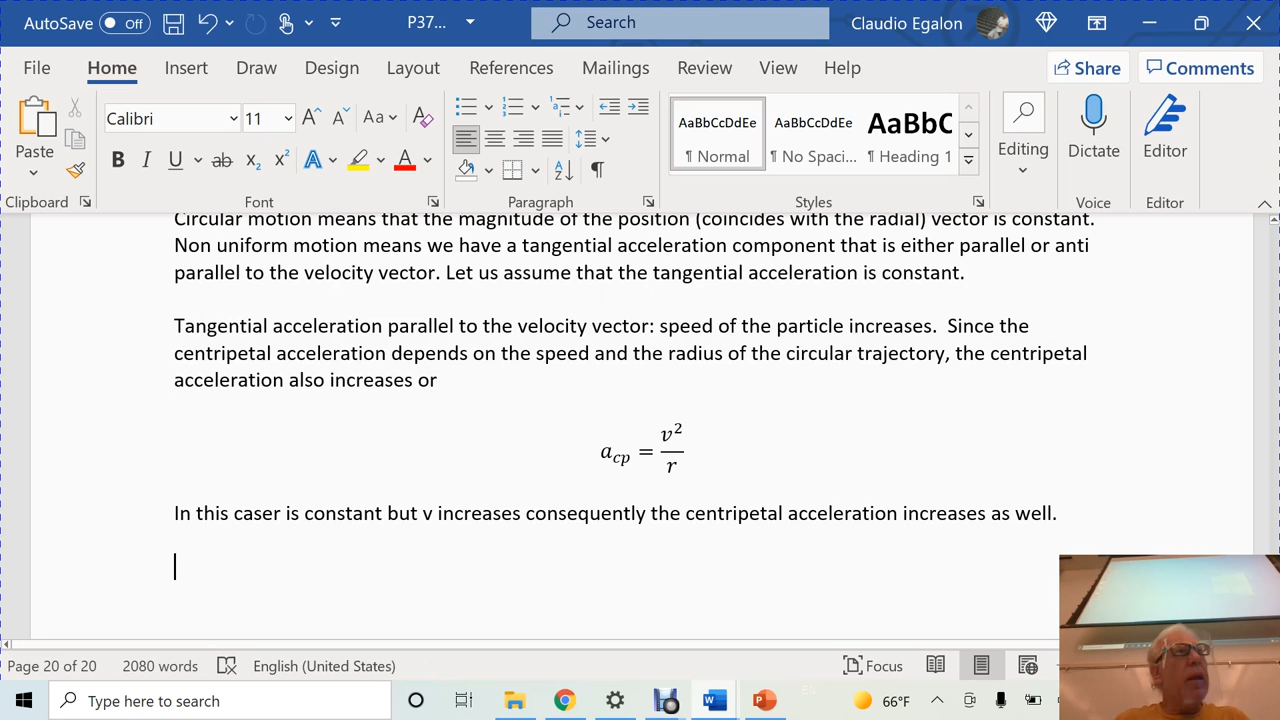 AutoSave Off P37... Search Claudio Egalon
File Home Insert Draw Design Layout References Mailings Review View Help Share Comments
Calibri 11 A^ Aˇ Aa A AaBbCcDdEe AaBbCcDdEe AaBbC
Paste B I U ab x₂ x² A A ¶ Normal ¶ No Spaci... ¶ Heading 1 Editing Dictate Editor
Clipboard Font Paragraph Styles Voice Editor
Circular motion means that the magnitude of the position (coincides with the radial) vector is constant.
Non uniform motion means we have a tangential acceleration component that is either parallel or anti
parallel to the velocity vector. Let us assume that the tangential acceleration is constant.
Tangential acceleration parallel to the velocity vector: speed of the particle increases.  Since the
centripetal acceleration depends on the speed and the radius of the circular trajectory, the centripetal
acceleration also increases or
a_cp = v²/r
In this caser is constant but v increases consequently the centripetal acceleration increases as well.
Page 20 of 20 2080 words English (United States) Focus
Type here to search 66°F